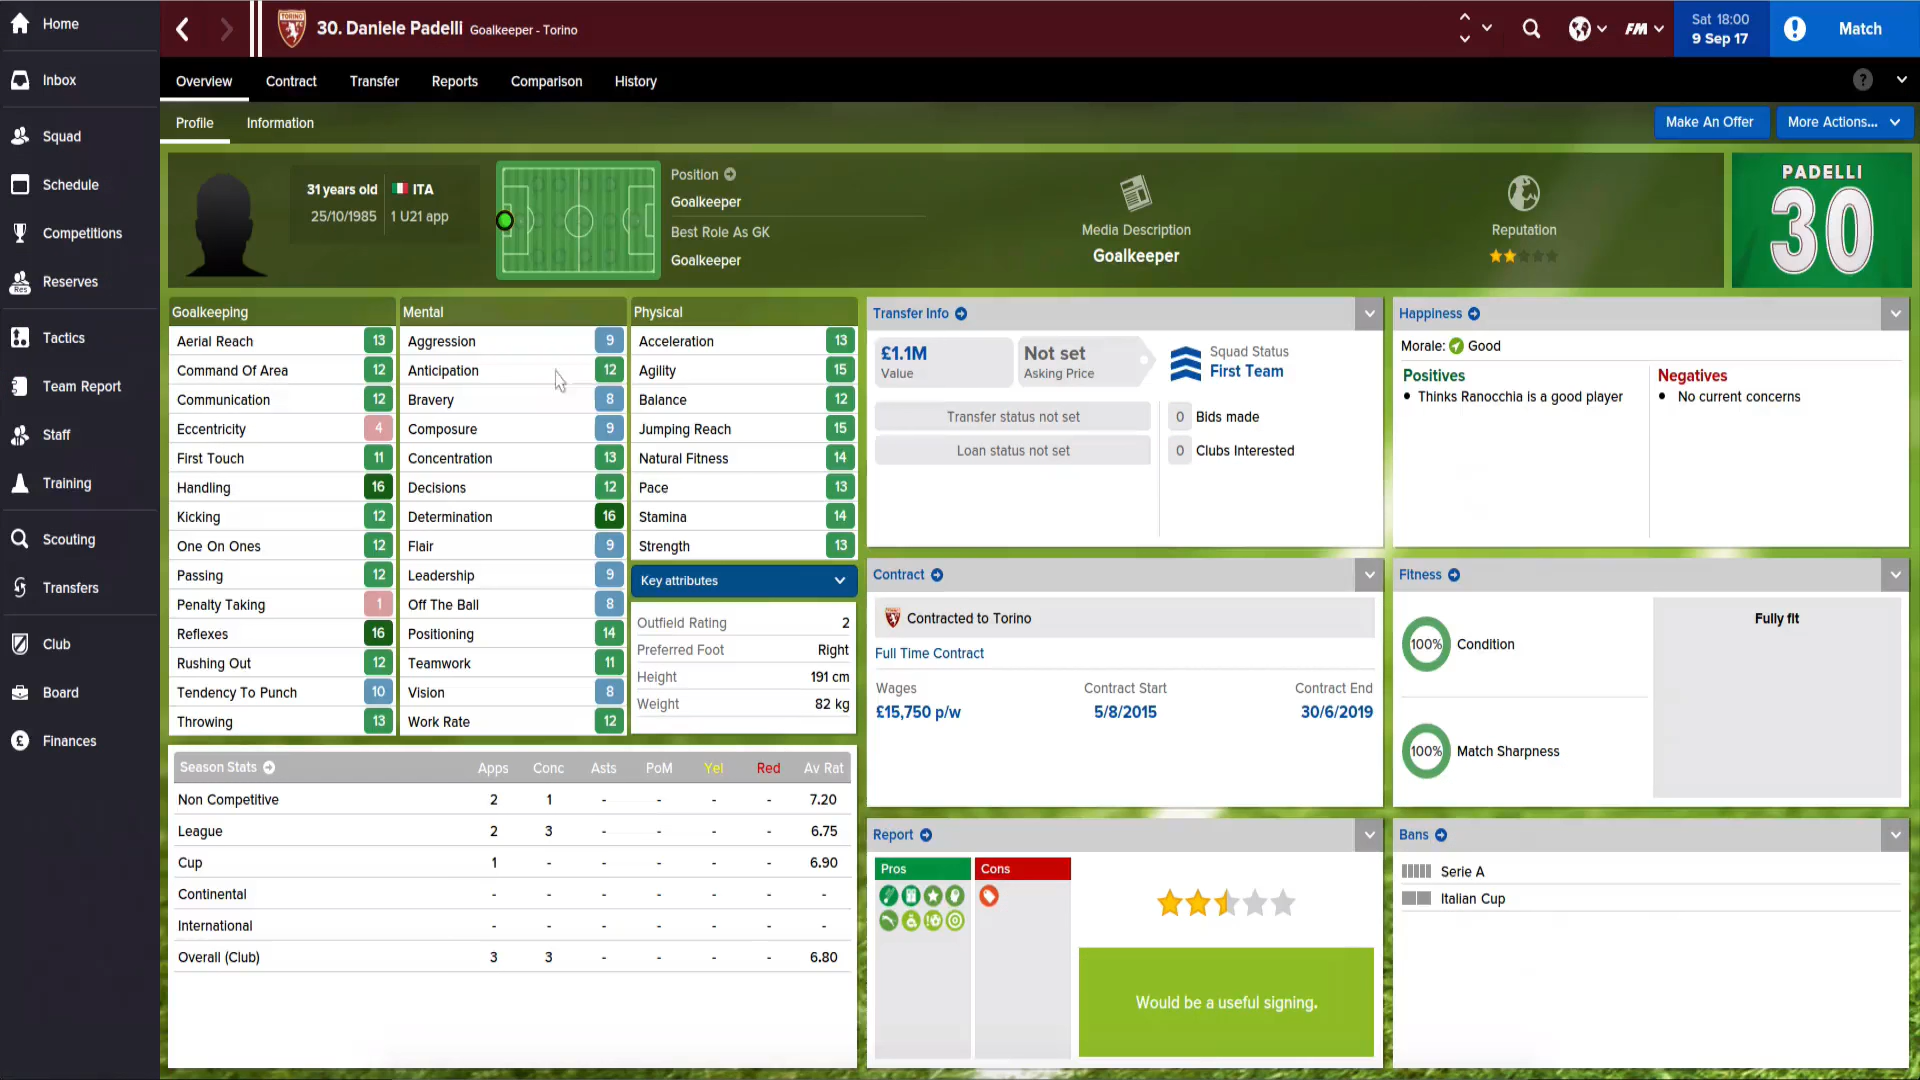 Home
Inbox
Squad
Schedule
Competitions
Reserves
Tactics
Team Report
Staff
Training
Scouting
Transfers
Club
Board
Finances
30. Daniele Padelli Goalkeeper - Torino
FM
Sat 18:00
9 Sep 17
Match
Overview Contract Transfer Reports Comparison History
Profile Information
Make An Offer More Actions...
31 years old ITA
25/10/1985 1 U21 app
Position
Goalkeeper
Best Role As GK
Goalkeeper
Media Description
Goalkeeper
Reputation
PADELLI
30
Goalkeeping
Aerial Reach 13
Command Of Area 12
Communication 12
Eccentricity 4
First Touch 11
Handling 16
Kicking 12
One On Ones 12
Passing 12
Penalty Taking 1
Reflexes 16
Rushing Out 12
Tendency To Punch 10
Throwing 13
Mental
Aggression 9
Anticipation 12
Bravery 8
Composure 9
Concentration 13
Decisions 12
Determination 16
Flair 9
Leadership 9
Off The Ball 8
Positioning 14
Teamwork 11
Vision 8
Work Rate 12
Physical
Acceleration 13
Agility 15
Balance 12
Jumping Reach 15
Natural Fitness 14
Pace 13
Stamina 14
Strength 13
Key attributes
Outfield Rating 2
Preferred Foot Right
Height 191 cm
Weight 82 kg
Season Stats Apps Conc Asts PoM Yel Red Av Rat
Non Competitive 2 1 - - - - 7.20
League 2 3 - - - - 6.75
Cup 1 - - - - - 6.90
Continental - - - - - - -
International - - - - - - -
Overall (Club) 3 3 - - - - 6.80
Transfer Info
£1.1M
Value
Not set
Asking Price
Squad Status
First Team
Transfer status not set
Loan status not set
0 Bids made
0 Clubs Interested
Happiness
Morale: Good
Positives
• Thinks Ranocchia is a good player
Negatives
• No current concerns
Contract
Contracted to Torino
Full Time Contract
Wages Contract Start Contract End
£15,750 p/w 5/8/2015 30/6/2019
Fitness
100% Condition
100% Match Sharpness
Fully fit
Report
Pros Cons
Would be a useful signing.
Bans
Serie A
Italian Cup